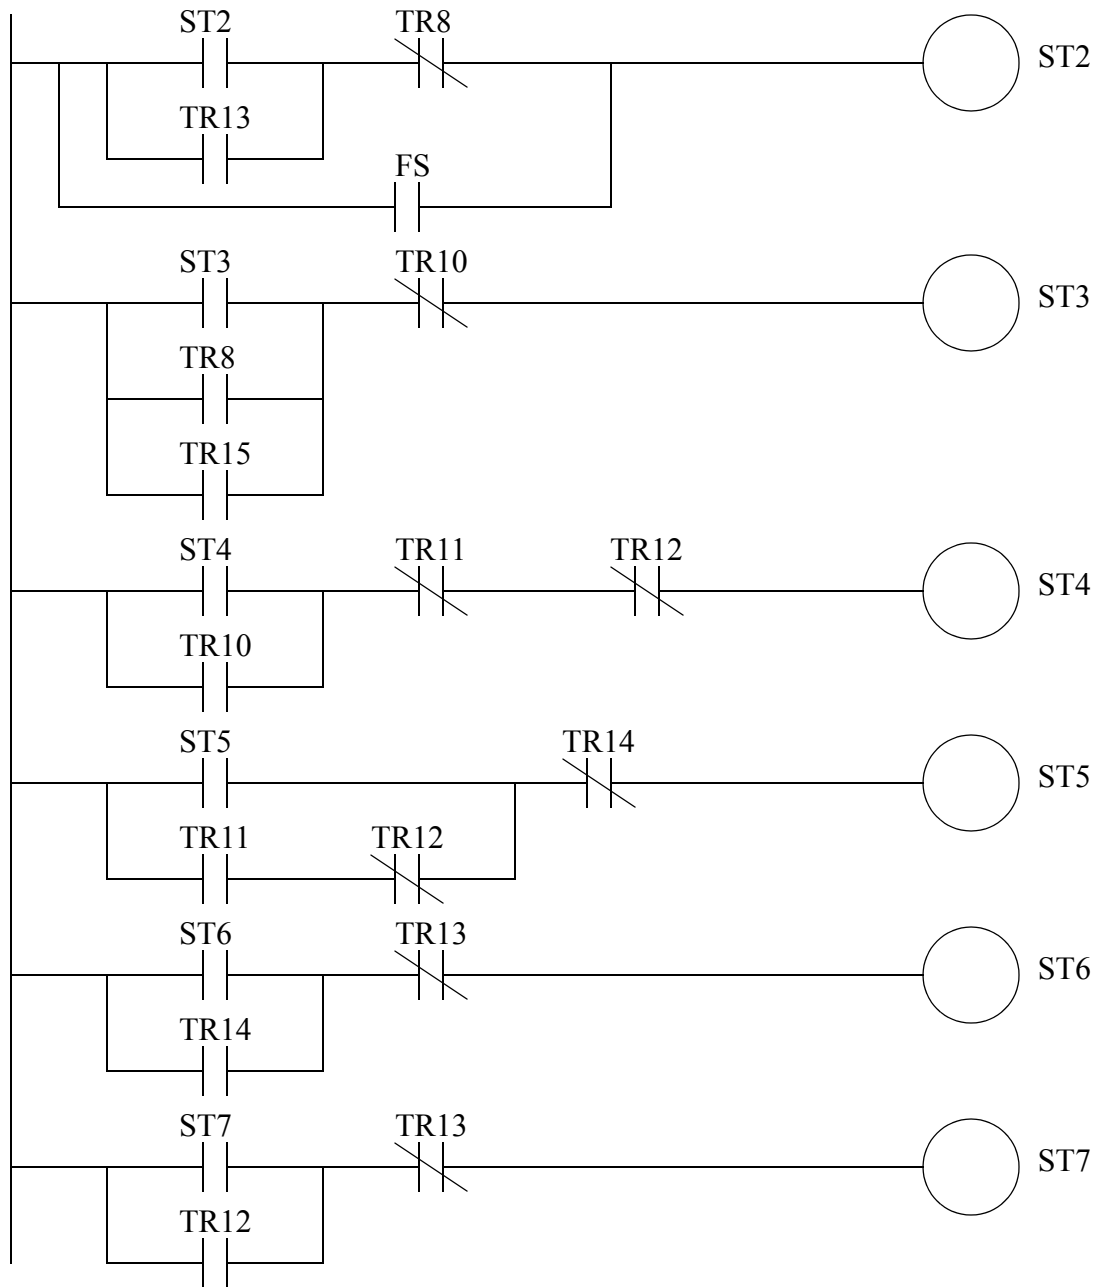 ST2 TR8 ST2
TR13
FS
ST3 TR10 ST3
TR8
TR15
ST4 TR11 TR12 ST4
TR10
ST5 TR14 ST5
TR11 TR12
ST6 TR13 ST6
TR14
ST7 TR13 ST7
TR12